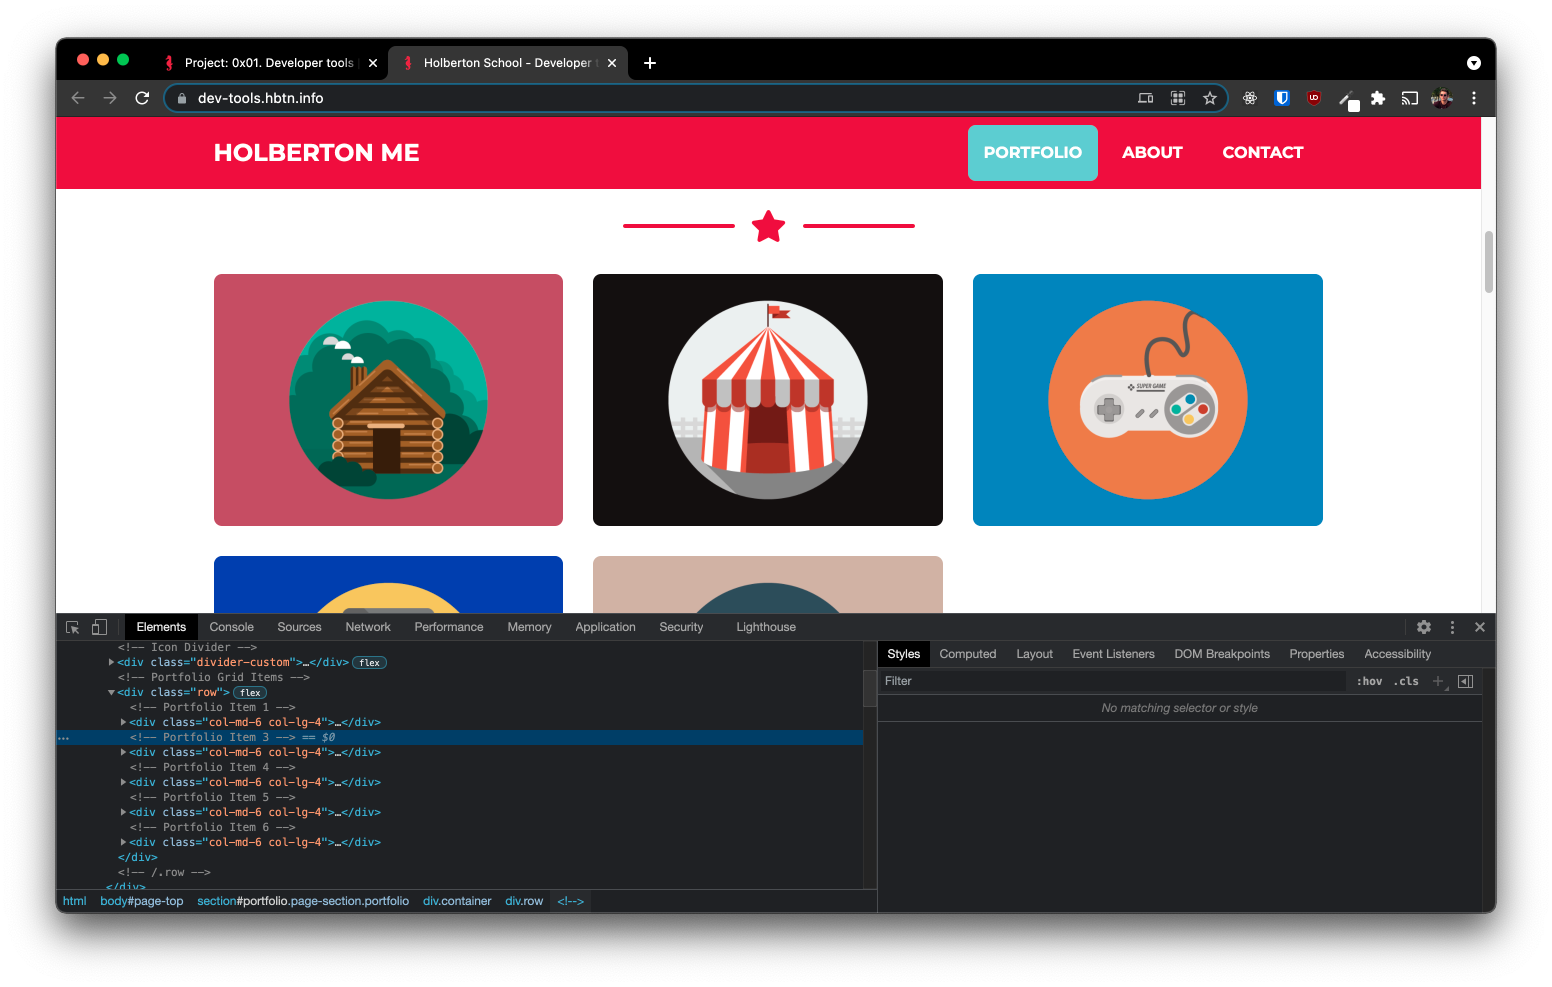 Project: 0x01. Developer tools
Holberton School - Developer
dev-tools.hbtn.info
HOLBERTON ME
PORTFOLIO
ABOUT
CONTACT
SUPER GAME
Elements
Console
Sources
Network
Performance
Memory
Application
Security
Lighthouse
<!-- Icon Divider -->
<div class="divider-custom">…</div> flex
<!-- Portfolio Grid Items -->
<div class="row"> flex
<!-- Portfolio Item 1 -->
<div class="col-md-6 col-lg-4">…</div>
<!-- Portfolio Item 3 --> == $0
<div class="col-md-6 col-lg-4">…</div>
<!-- Portfolio Item 4 -->
<div class="col-md-6 col-lg-4">…</div>
<!-- Portfolio Item 5 -->
<div class="col-md-6 col-lg-4">…</div>
<!-- Portfolio Item 6 -->
<div class="col-md-6 col-lg-4">…</div>
</div>
<!-- /.row -->
</div>
html
body#page-top
section#portfolio.page-section.portfolio
div.container
div.row
<!-->
Styles
Computed
Layout
Event Listeners
DOM Breakpoints
Properties
Accessibility
Filter
:hov
.cls
No matching selector or style